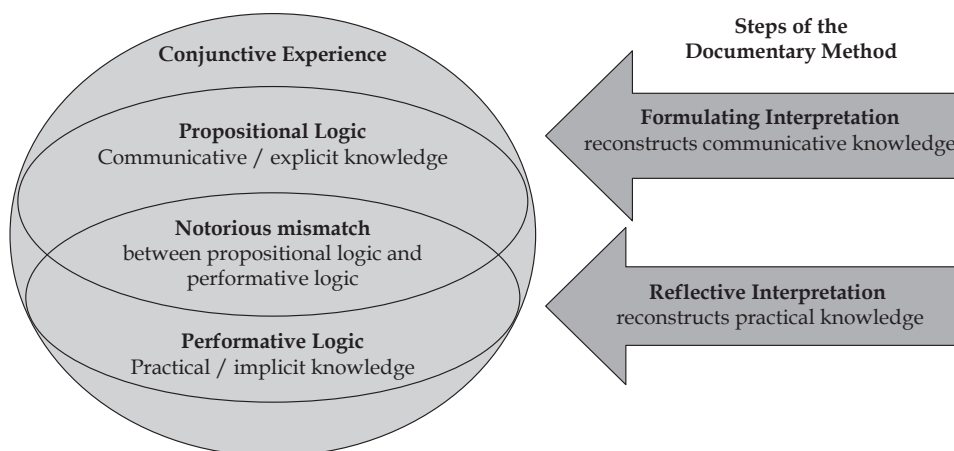 Conjunctive Experience
Propositional Logic
Communicative / explicit knowledge
Notorious mismatch
between propositional logic and
performative logic
Performative Logic
Practical / implicit knowledge
Steps of the
Documentary Method
Formulating Interpretation
reconstructs communicative knowledge
Reflective Interpretation
reconstructs practical knowledge